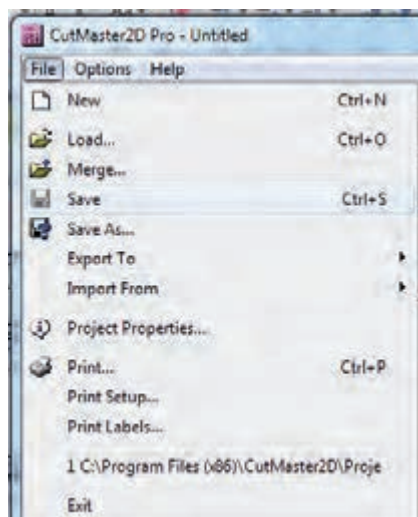 CutMaster2D Pro - Untitled
File Options Help
New Ctrl+N
Load... Ctrl+O
Merge...
Save Ctrl+S
Save As...
Export To
Import From
Project Properties...
Print... Ctrl+P
Print Setup...
Print Labels...
1 C:\Program Files (x86)\CutMaster2D\Proje
Exit